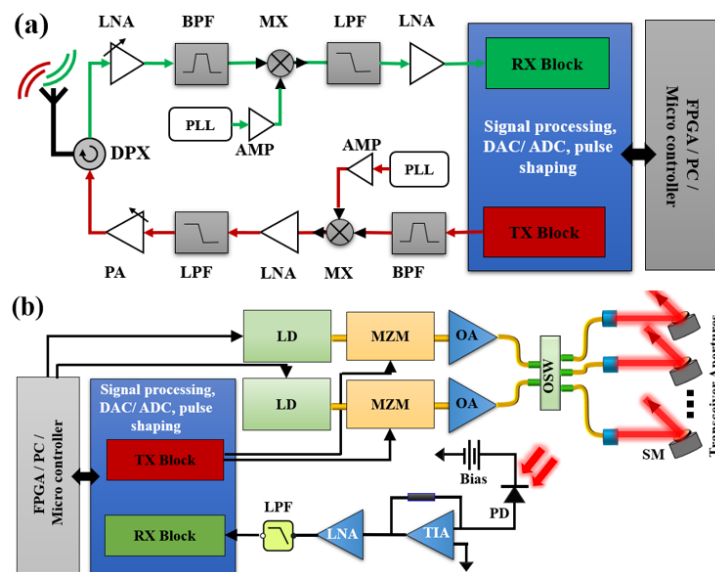 (a)
LNA
BPF
MX
LPF
LNA
RX Block
PLL
AMP
DPX
Signal processing,
DAC/ ADC, pulse
shaping
FPGA / PC /
Micro controller
AMP
PLL
TX Block
PA
LPF
LNA
MX
BPF
(b)
LD
MZM
OA
LD
MZM
OA
OSW
Transceiver Apertures
SM
Signal processing,
DAC/ ADC, pulse
shaping
FPGA / PC /
Micro controller
TX Block
RX Block
LPF
LNA
TIA
Bias
PD